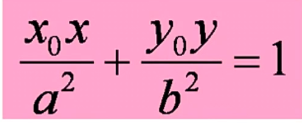 x₀x/a² + y₀y/b² = 1